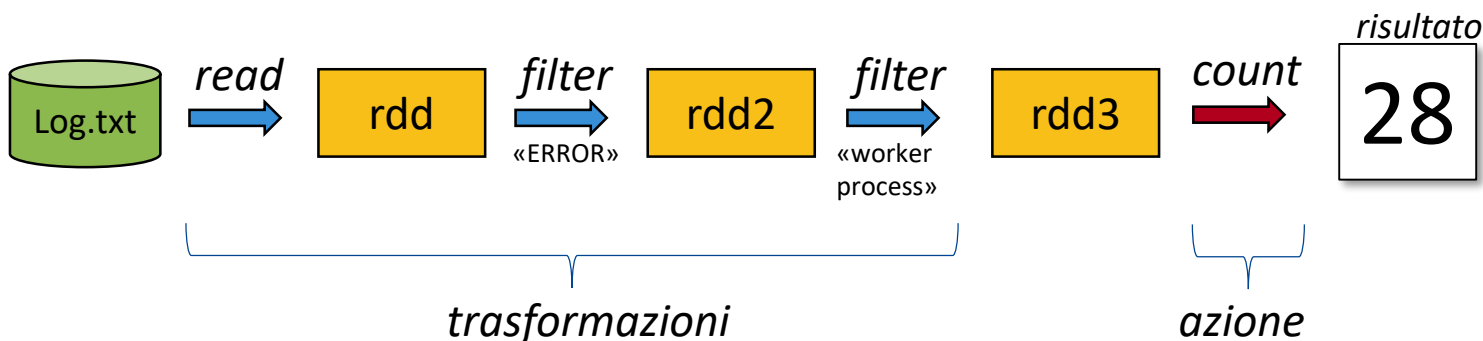 risultato
read
filter
filter
count
Log.txt
rdd
rdd2
rdd3
28
«ERROR»
«worker
process»
trasformazioni
azione